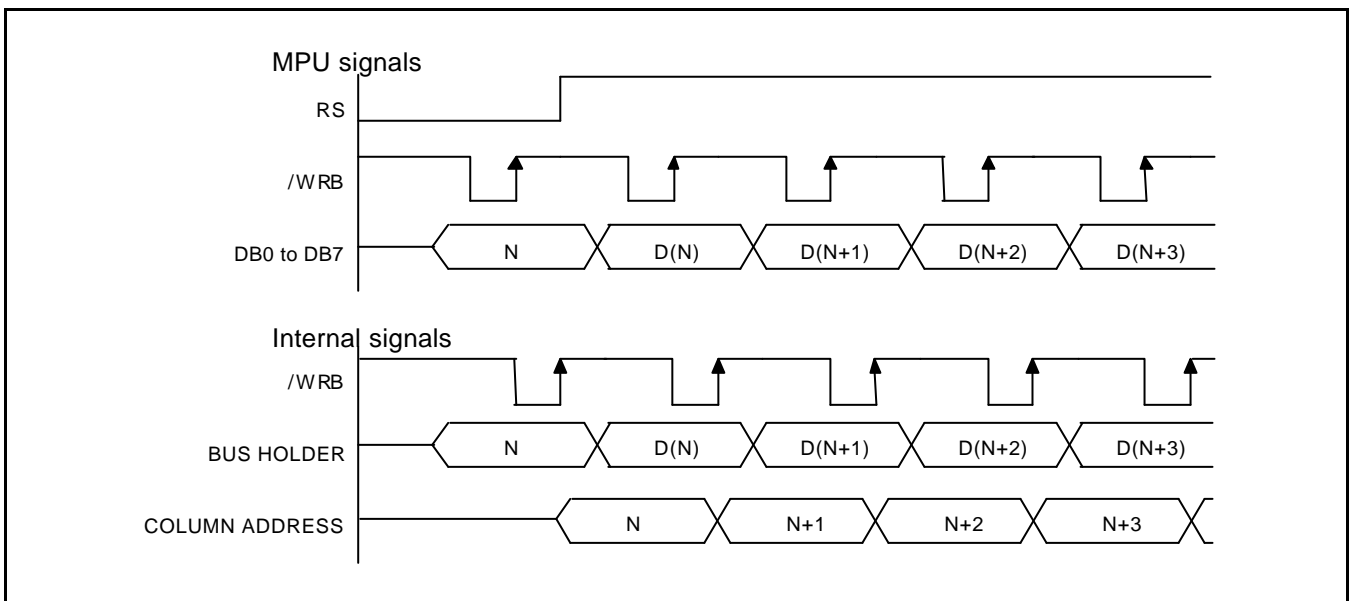 MPU signals
RS
/WRB
DB0 to DB7
N D(N) D(N+1) D(N+2) D(N+3)
Internal signals
/WRB
BUS HOLDER
N D(N) D(N+1) D(N+2) D(N+3)
COLUMN ADDRESS
N N+1 N+2 N+3